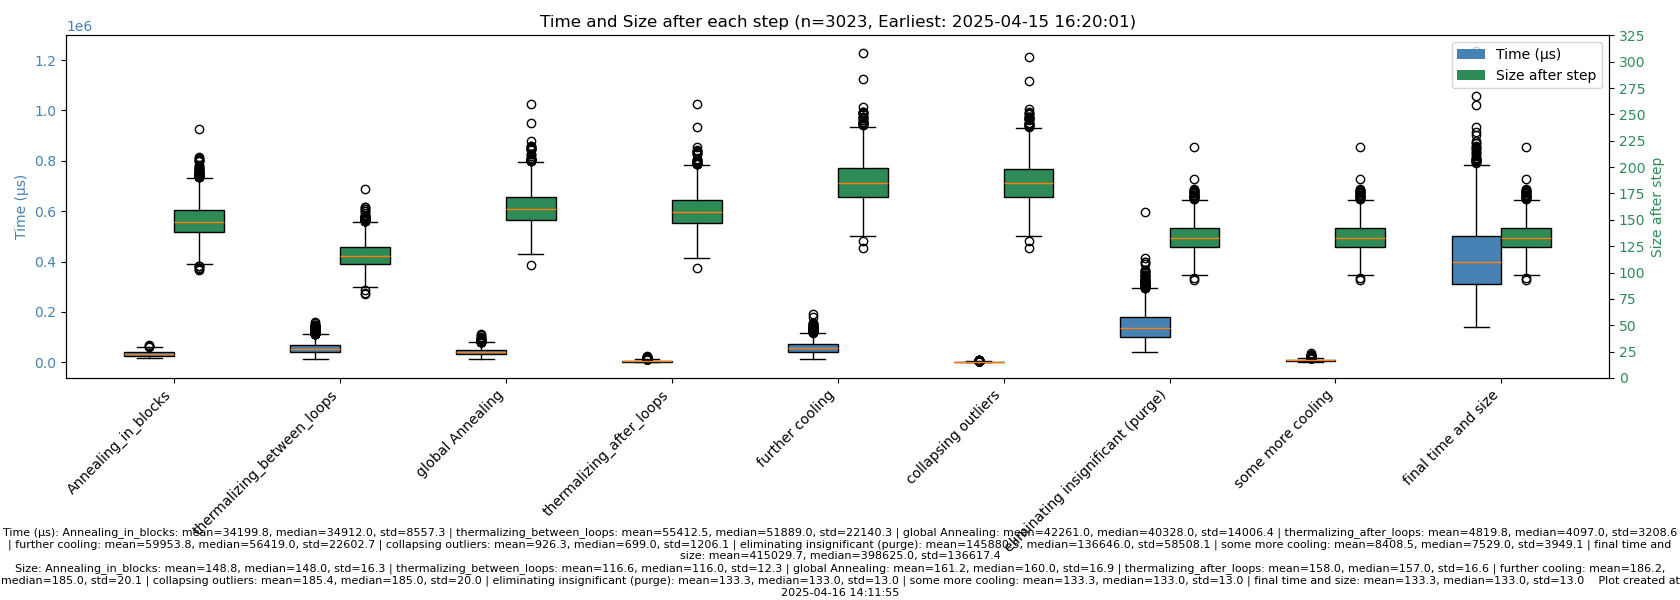 Time and Size after each step (n=3023, Earliest: 2025-04-15 16:20:01)
1e6
Time (μs)
1.2
1.0
0.8
0.6
0.4
0.2
0.0
325
300
275
250
225
200
175
150
125
100
75
50
25
0
Size after step
Time (μs)
Size after step
Annealing_in_blocks
thermalizing_between_loops
global Annealing
thermalizing_after_loops
further cooling
collapsing outliers
eliminating insignificant (purge)
some more cooling
final time and size
Time (μs): Annealing_in_blocks: mean=34199.8, median=34912.0, std=8557.3 | thermalizing_between_loops: mean=55412.5, median=51889.0, std=22140.3 | global Annealing: mean=42261.0, median=40328.0, std=14006.4 | thermalizing_after_loops: mean=4819.8, median=4097.0, std=3208.6
| further cooling: mean=59953.8, median=56419.0, std=22602.7 | collapsing outliers: mean=926.3, median=699.0, std=1206.1 | eliminating insignificant (purge): median=136646.0, std=58508.1 | some more cooling: mean=8408.5, median=7529.0, std=3949.1 | final time and
size: mean=415029.7, median=398625.0, std=136617.4
Size: Annealing_in_blocks: mean=148.8, median=148.0, std=16.3 | thermalizing_between_loops: mean=116.6, median=116.0, std=12.3 | global Annealing: mean=161.2, median=160.0, std=16.9 | thermalizing_after_loops: mean=158.0, median=157.0, std=16.6 | further cooling: mean=186.2,
median=185.0, std=20.1 | collapsing outliers: mean=185.4, median=185.0, std=20.0 | eliminating insignificant (purge): mean=133.3, median=133.0, std=13.0 | some more cooling: mean=133.3, median=133.0, std=13.0 | final time and size: mean=133.3, median=133.0, std=13.0 Plot created at
2025-04-16 14:11:55